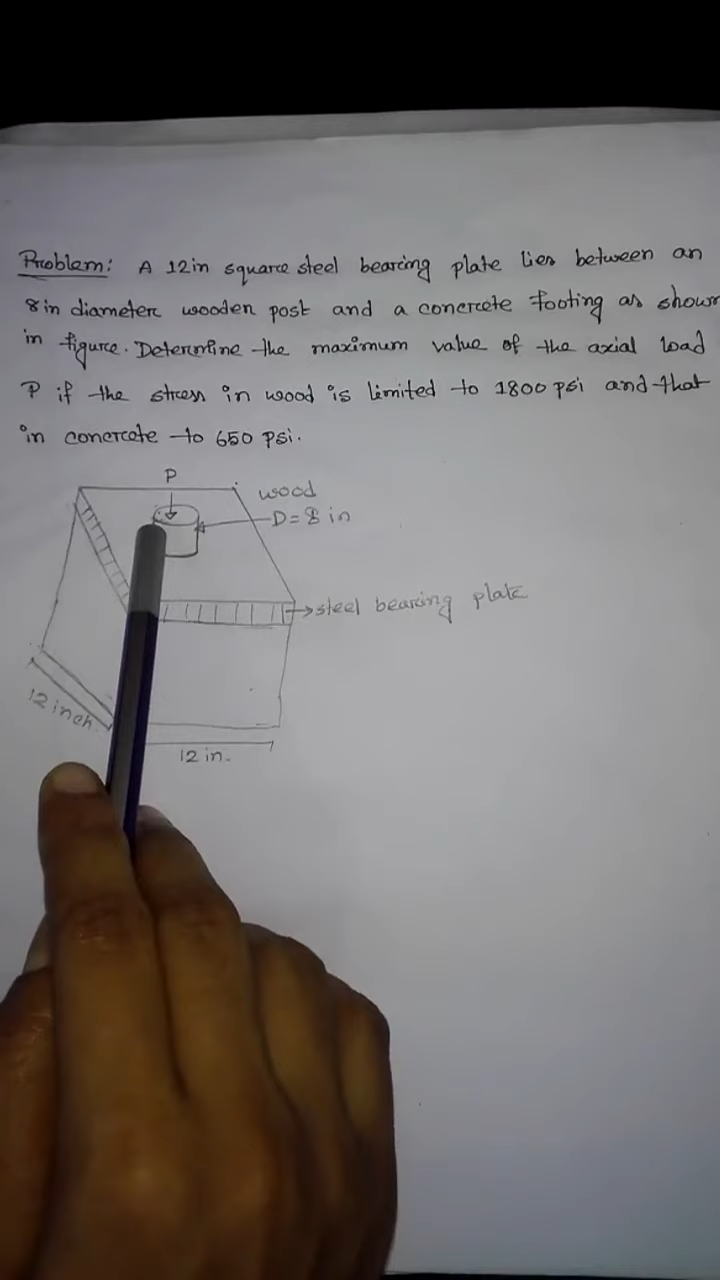 Problem: A 12in square steel bearing plate lies between an
8in diameter wooden post and a concrete footing as shown
in figure. Determine the maximum value of the axial load
P if the stress in wood is limited to 1800 psi and that
in concrete to 650 psi.
P
wood
D=8 in
steel bearing plate
12 inch.
12 in.